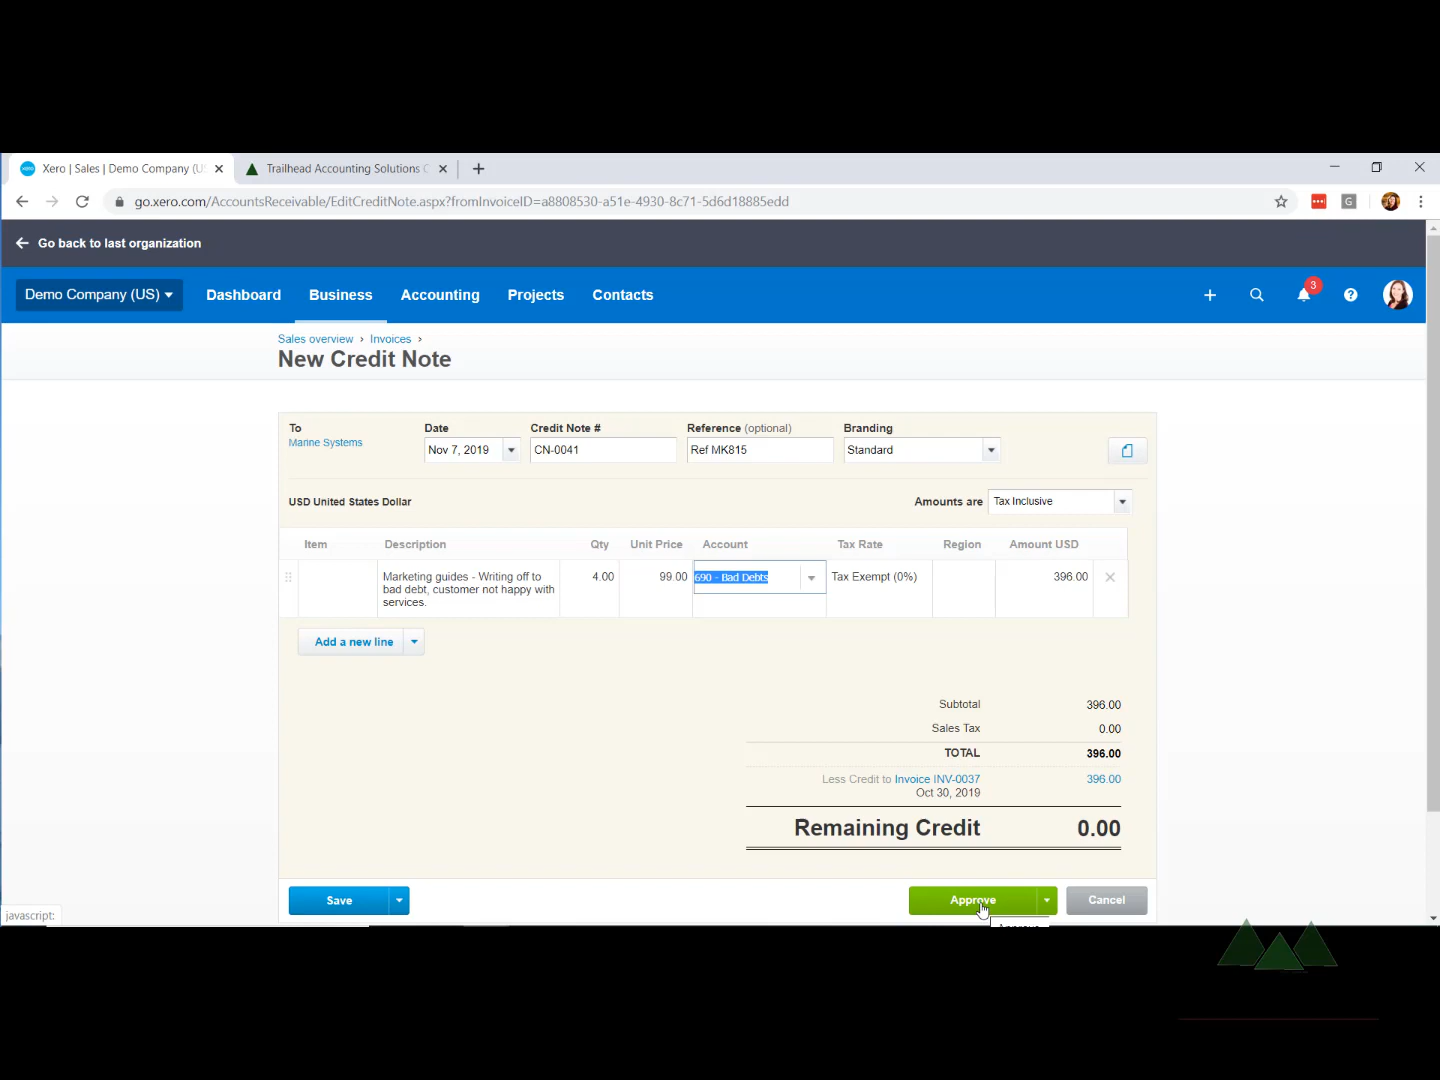 Xero | Sales | Demo Company (U
Trailhead Accounting Solutions C
go.xero.com/AccountsReceivable/EditCreditNote.aspx?fromInvoiceID=a8808530-a51e-4930-8c71-5d6d18885edd
G
Go back to last organization
Demo Company (US)
Dashboard
Business
Accounting
Projects
Contacts
3
Sales overview › Invoices ›
New Credit Note
To
Date
Credit Note #
Reference (optional)
Branding
Marine Systems
Nov 7, 2019
CN-0041
Ref MK815
Standard
USD United States Dollar
Amounts are
Tax Inclusive
Item
Description
Qty
Unit Price
Account
Tax Rate
Region
Amount USD
Marketing guides - Writing off to
bad debt, customer not happy with
services.
4.00
99.00
690 - Bad Debts
Tax Exempt (0%)
396.00
Add a new line
Subtotal
396.00
Sales Tax
0.00
TOTAL
396.00
Less Credit to Invoice INV-0037
396.00
Oct 30, 2019
Remaining Credit
0.00
Save
Approve
Cancel
javascript: